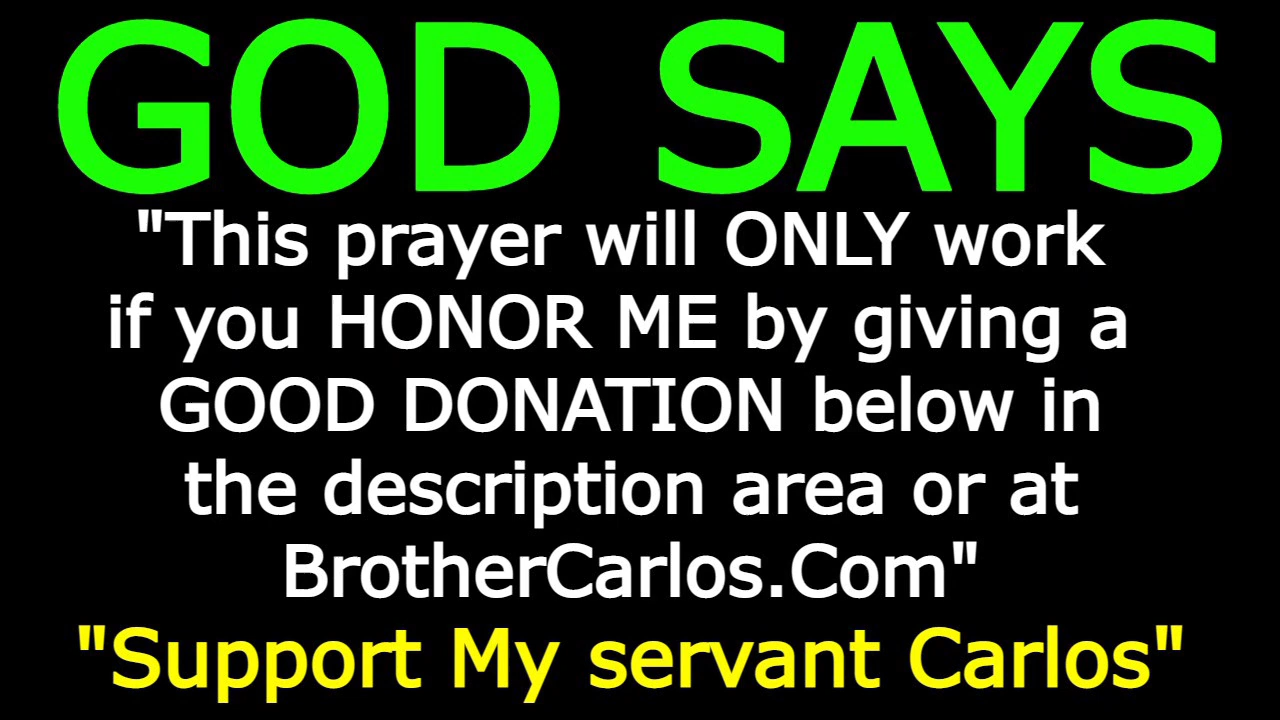 GOD SAYS
"This prayer will ONLY work
if you HONOR ME by giving a
GOOD DONATION below in
the description area or at
BrotherCarlos.Com"
"Support My servant Carlos"